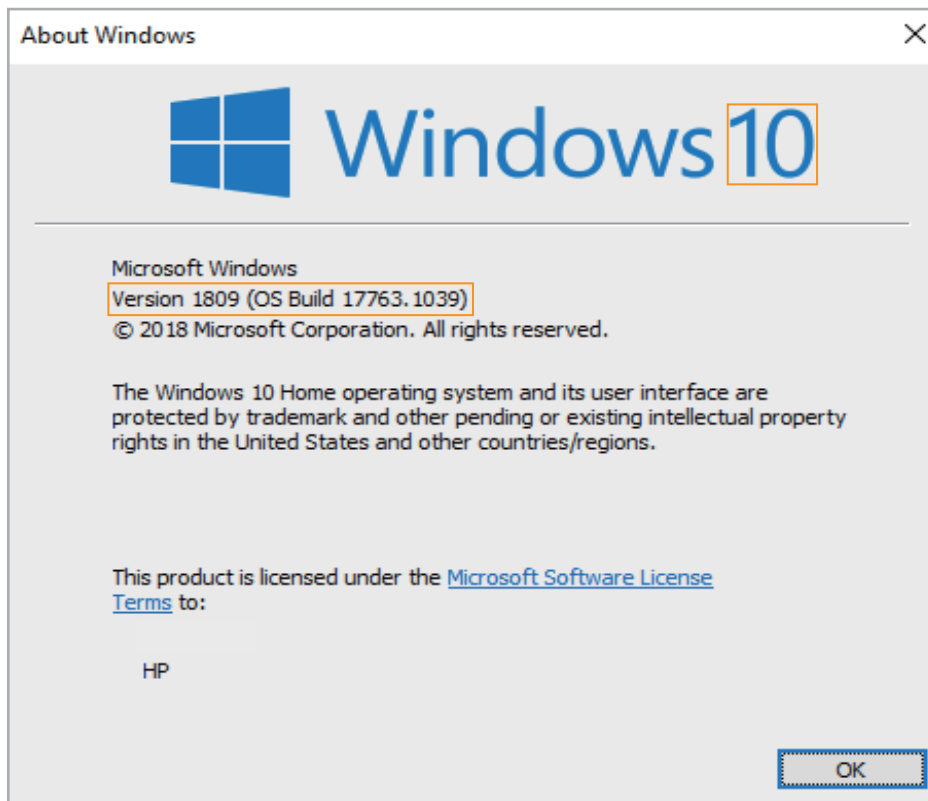 About Windows
Windows 10
Microsoft Windows
Version 1809 (OS Build 17763.1039)
© 2018 Microsoft Corporation. All rights reserved.
The Windows 10 Home operating system and its user interface are
protected by trademark and other pending or existing intellectual property
rights in the United States and other countries/regions.
This product is licensed under the Microsoft Software License
Terms to:
HP
OK